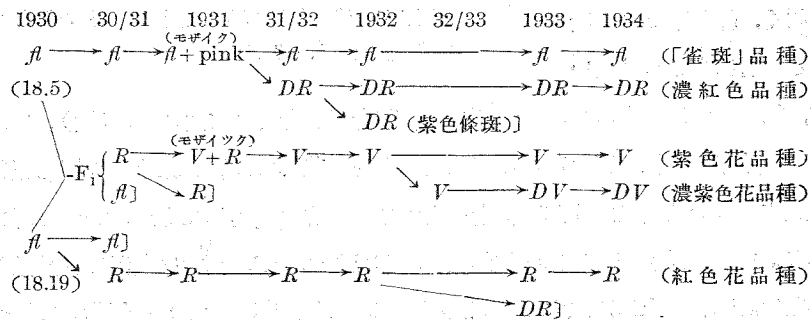 1930 30/31 1931 31/32 1932 32/33 1933 1934
(モザイク)
fl → fl → fl + pink → fl → fl → fl → fl (「雀斑」品種)
(18.5) DR → DR → DR → DR (濃紅色品種)
DR (紫色條斑)]
(モザイツク)
R → V + R → V → V → V → V (紫色花品種)
-F₁{
fl] R] V → DV → DV (濃紫色花品種)
fl → fl]
(18.19) R → R → R → R → R → R (紅色花品種)
DR]